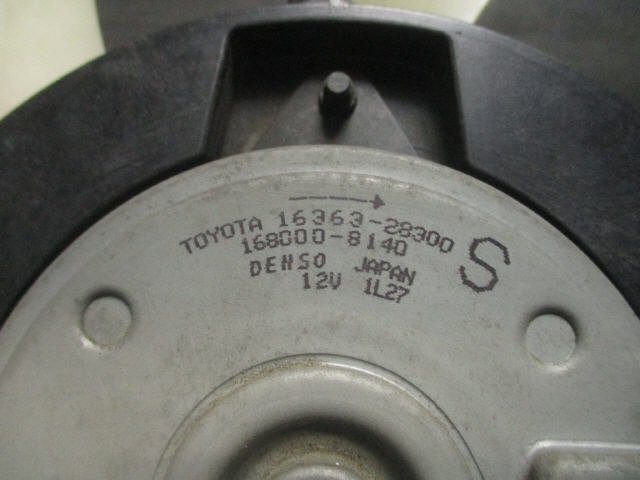 TOYOTA 16363-28300
168000-8140
DENSO JAPAN
12V 1L27
S